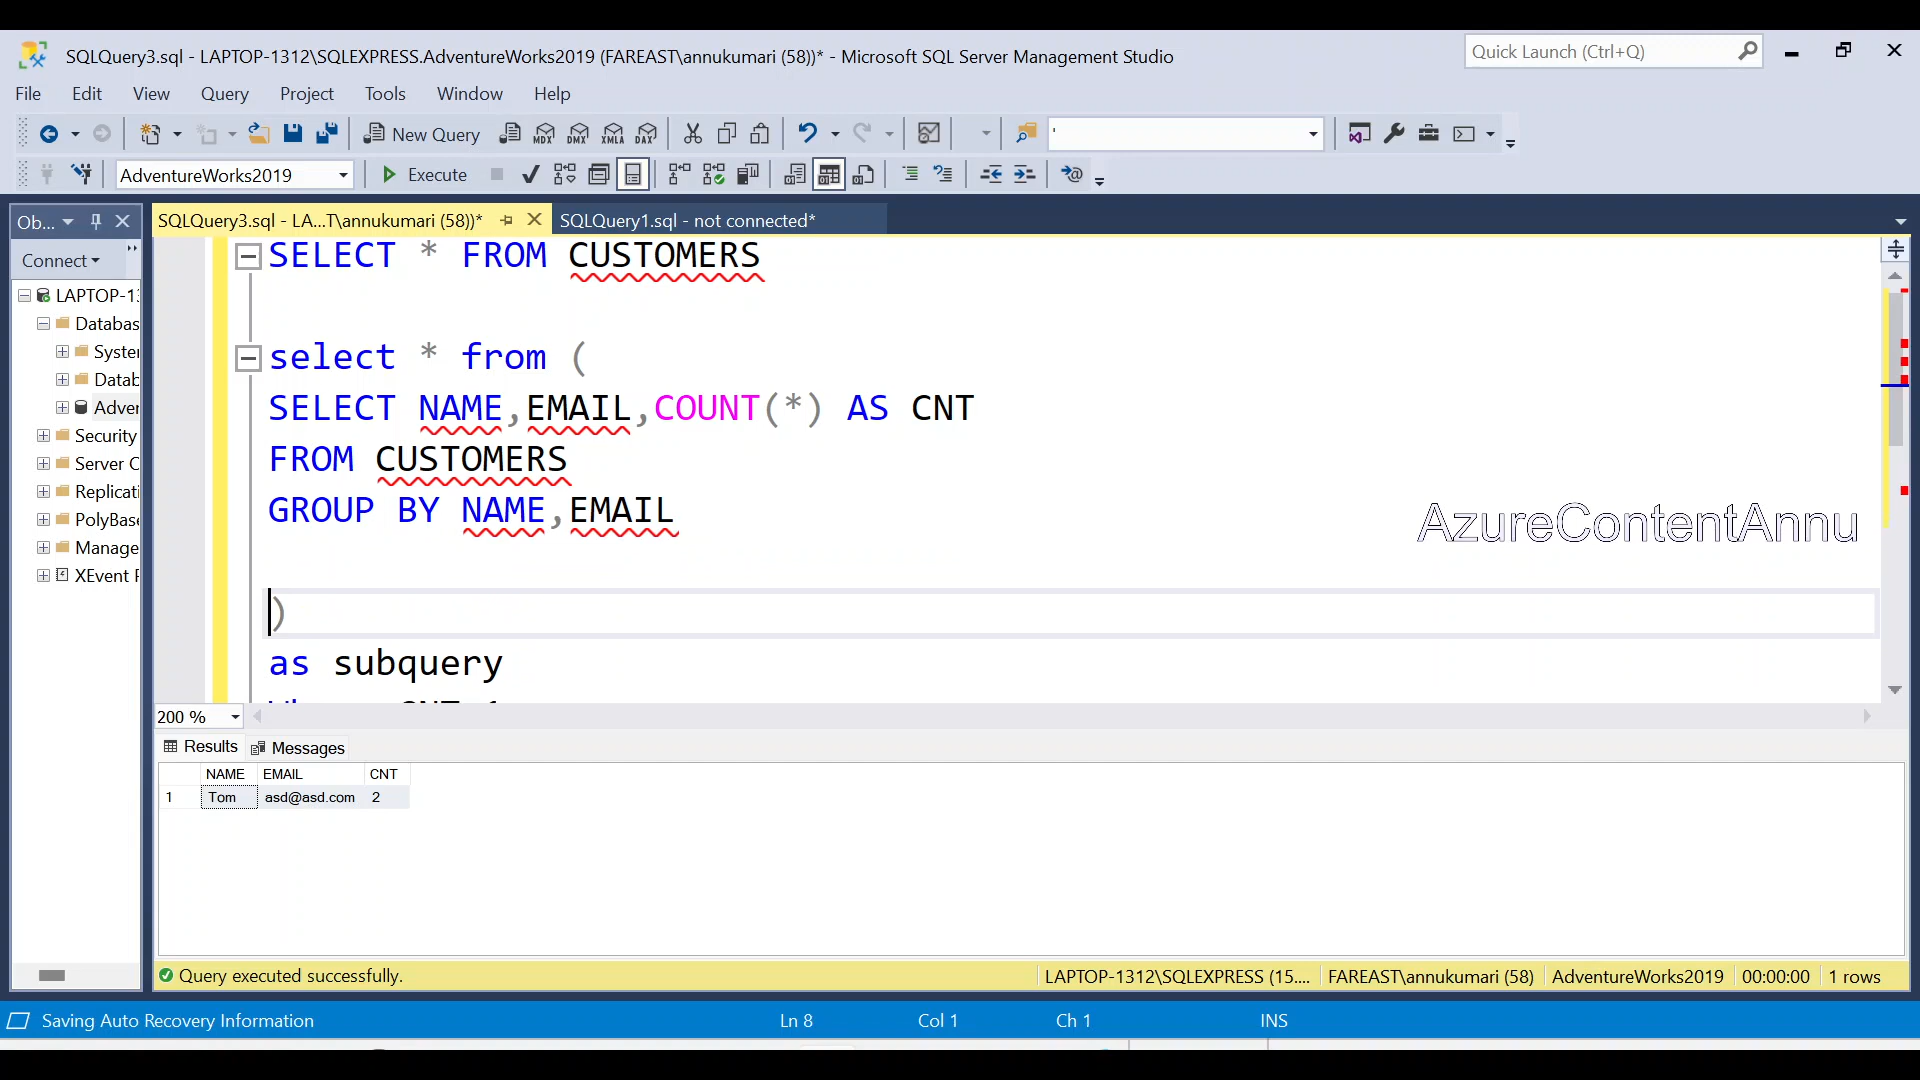 SQLQuery3.sql - LAPTOP-1312\SQLEXPRESS.AdventureWorks2019 (FAREAST\annukumari (58))* - Microsoft SQL Server Management Studio
Quick Launch (Ctrl+Q)
File Edit View Query Project Tools Window Help
New Query MDX DMX XMLA DAX '
AdventureWorks2019 Execute
Ob... SQLQuery3.sql - LA...T\annukumari (58))* SQLQuery1.sql - not connected*
Connect
LAPTOP-1
Databas
Syste
Datab
Adver
Security
Server C
Replicati
PolyBase
Manage
XEvent
SELECT * FROM CUSTOMERS
select * from (
SELECT NAME,EMAIL,COUNT(*) AS CNT
FROM CUSTOMERS
GROUP BY NAME,EMAIL
)
as subquery
AzureContentAnnu
200 %
Results Messages
NAME EMAIL CNT
1 Tom asd@asd.com 2
Query executed successfully. LAPTOP-1312\SQLEXPRESS (15.... FAREAST\annukumari (58) AdventureWorks2019 00:00:00 1 rows
Saving Auto Recovery Information Ln 8 Col 1 Ch 1 INS